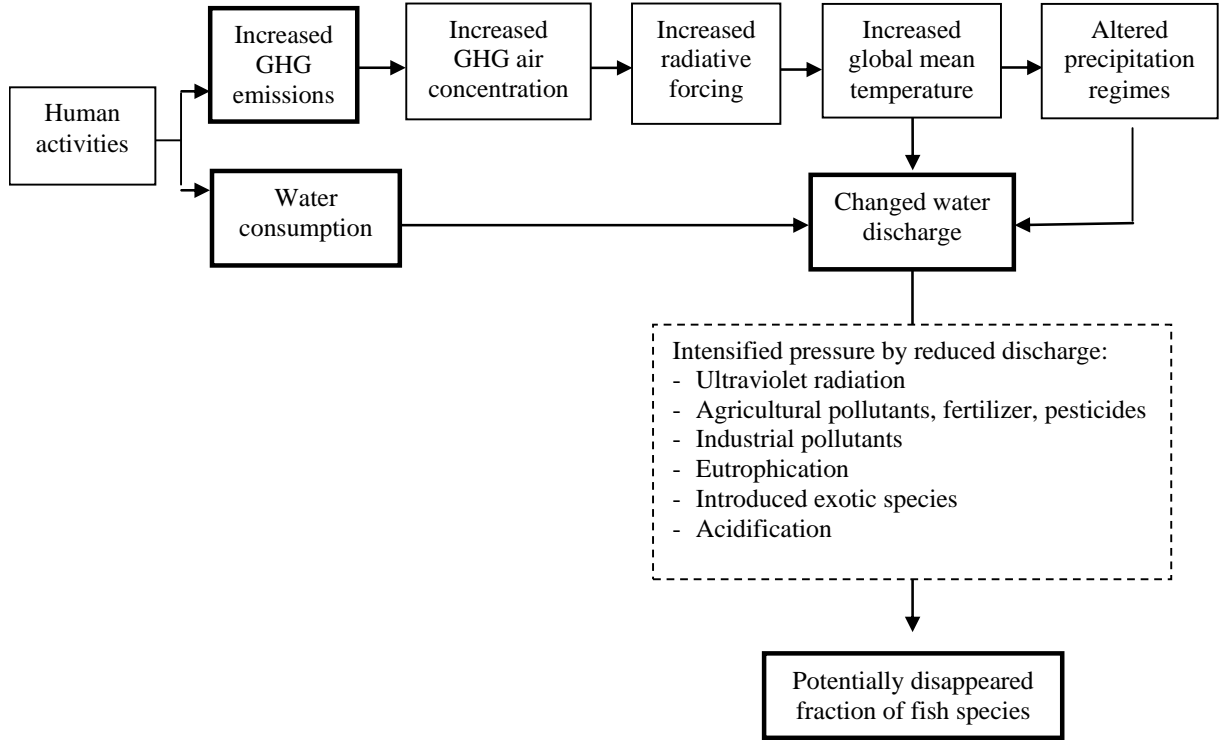 Human
activities
Increased
GHG
emissions
Increased
GHG air
concentration
Increased
radiative
forcing
Increased
global mean
temperature
Altered
precipitation
regimes
Water
consumption
Changed water
discharge
Intensified pressure by reduced discharge:
- Ultraviolet radiation
- Agricultural pollutants, fertilizer, pesticides
- Industrial pollutants
- Eutrophication
- Introduced exotic species
- Acidification
Potentially disappeared
fraction of fish species